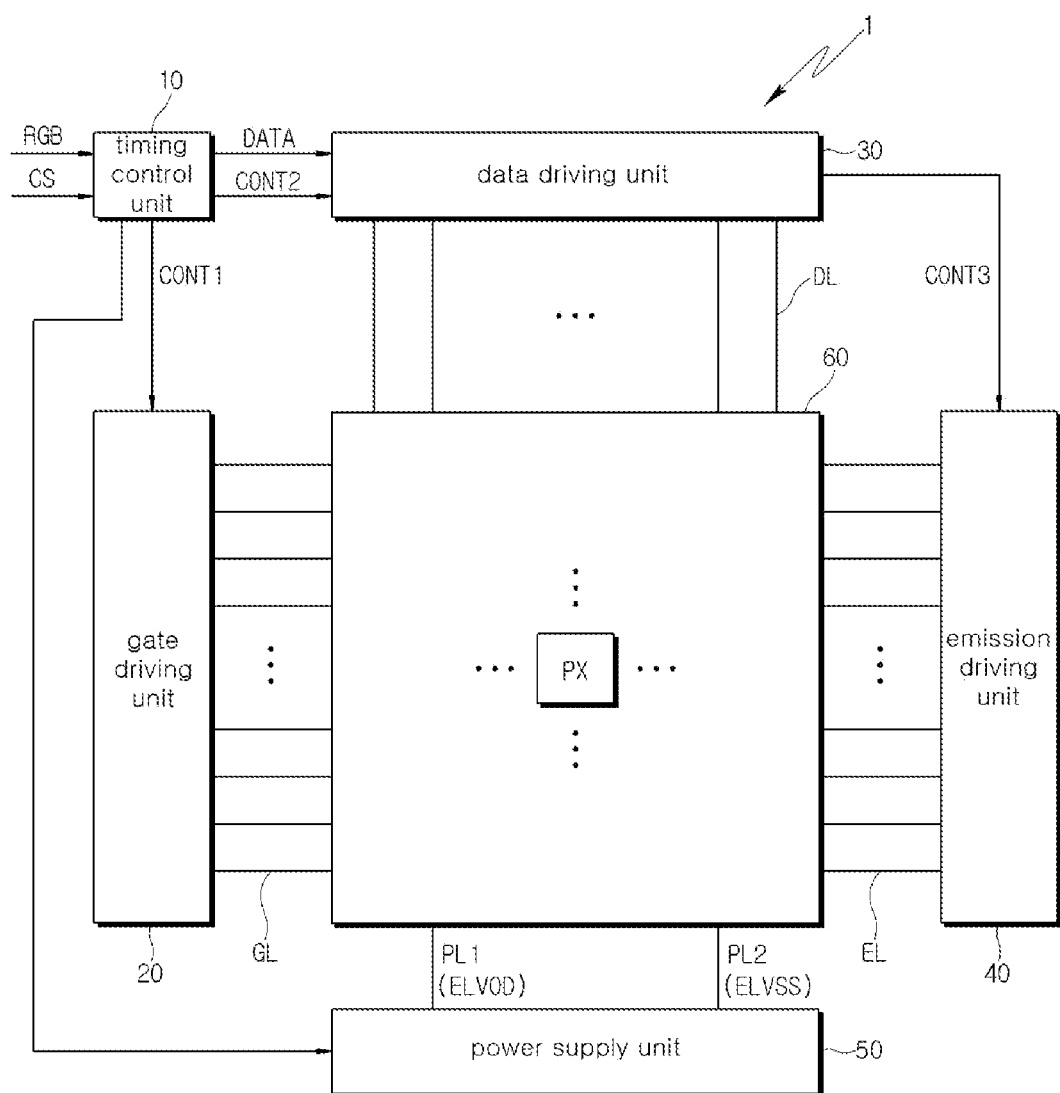 1
10
RGB
CS
timing
control
unit
DATA
CONT2
data driving unit
30
CONT1
DL
CONT3
60
gate
driving
unit
PX
emission
driving
unit
20
GL
PL1
(ELVOD)
PL2
(ELVSS)
EL
40
power supply unit
50